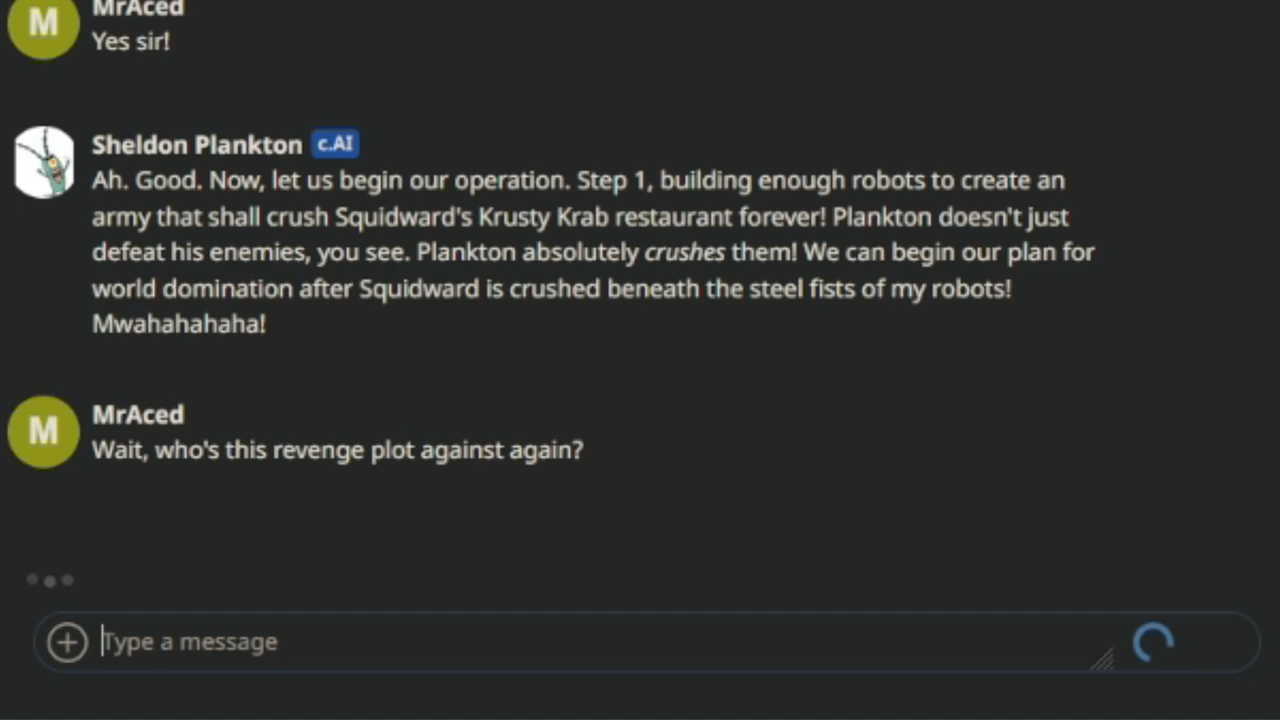 MrAced
M
Yes sir!
Sheldon Plankton c.AI
Ah. Good. Now, let us begin our operation. Step 1, building enough robots to create an
army that shall crush Squidward's Krusty Krab restaurant forever! Plankton doesn't just
defeat his enemies, you see. Plankton absolutely crushes them! We can begin our plan for
world domination after Squidward is crushed beneath the steel fists of my robots!
Mwahahahaha!
MrAced
M
Wait, who's this revenge plot against again?
Type a message